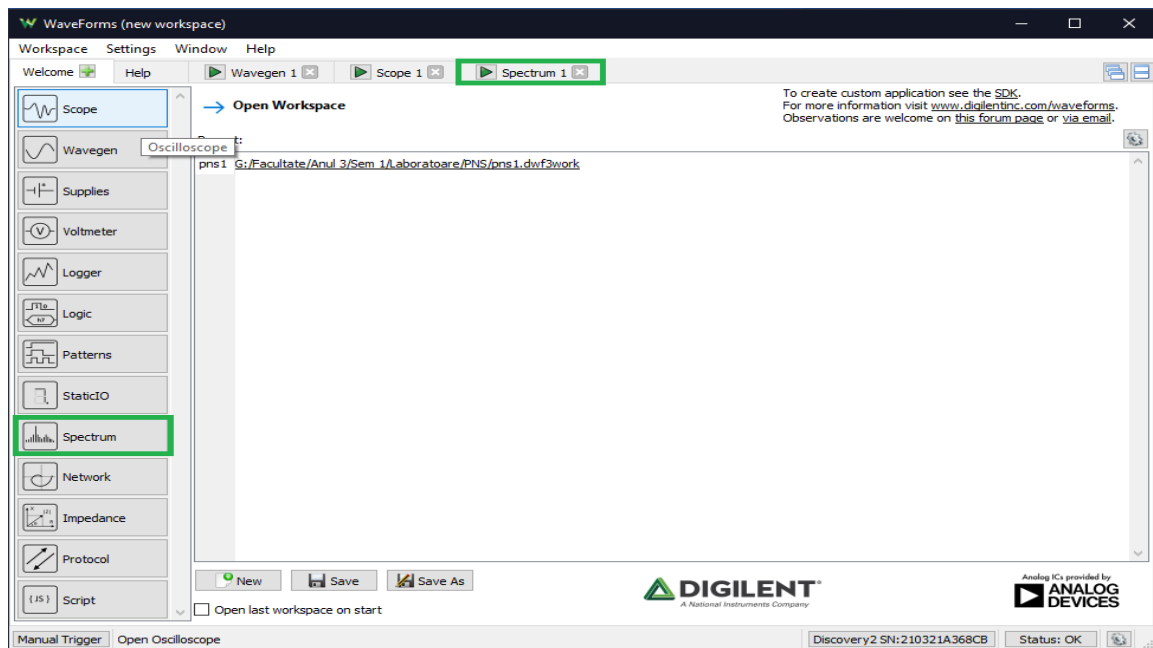 WaveForms (new workspace)
Workspace Settings Window Help
Welcome Help Wavegen 1 Scope 1 Spectrum 1
Scope
Wavegen
Supplies
Voltmeter
Logger
Logic
Patterns
StaticIO
Spectrum
Network
Impedance
Protocol
{JS} Script
Oscilloscope
Open Workspace
To create custom application see the SDK.
For more information visit www.digilentinc.com/waveforms.
Observations are welcome on this forum page or via email.
pns1 G:/Facultate/Anul 3/Sem 1/Laboratoare/PNS/pns1.dwf3work
New Save Save As
Open last workspace on start
DIGILENT
A National Instruments Company
Analog ICs provided by
ANALOG
DEVICES
Manual Trigger Open Oscilloscope Discovery2 SN:210321A368CB Status: OK